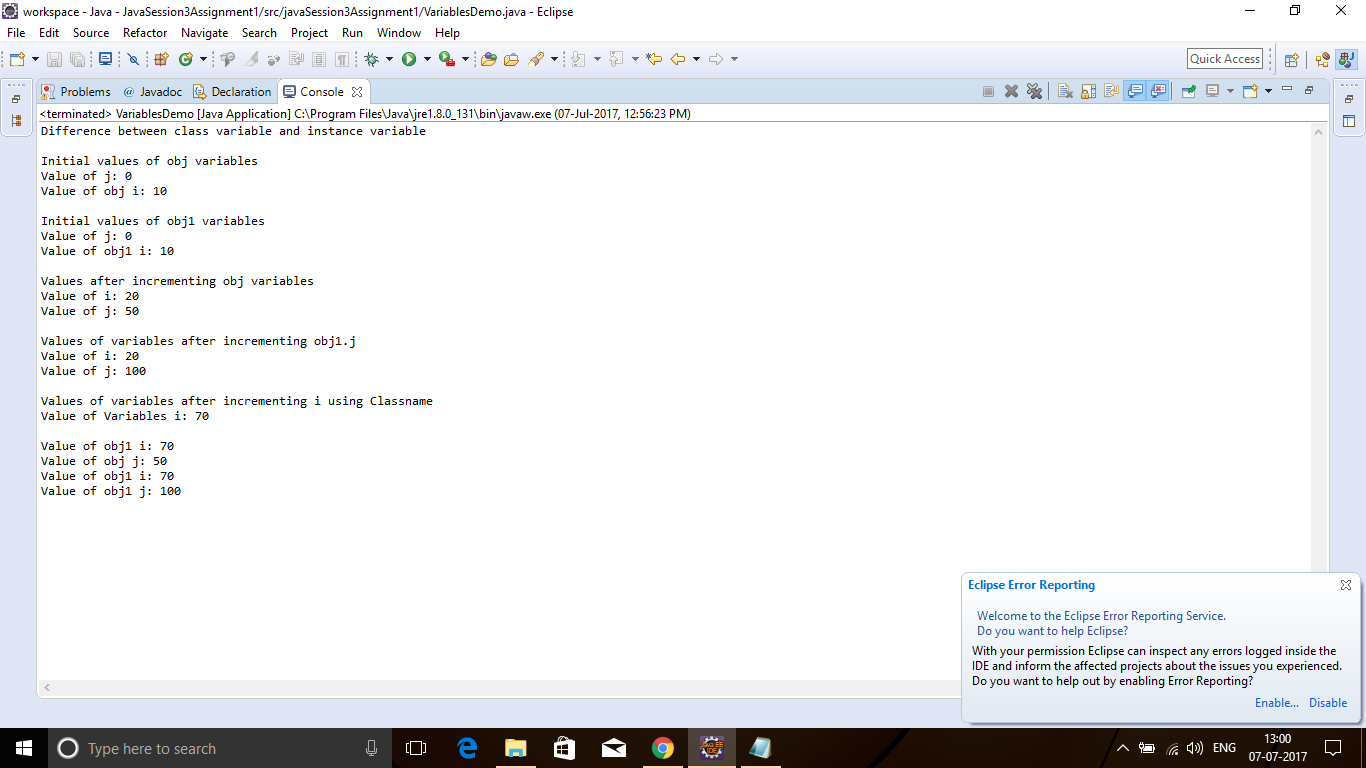 workspace - Java - JavaSession3Assignment1/src/javaSession3Assignment1/VariablesDemo.java - Eclipse
File Edit Source Refactor Navigate Search Project Run Window Help
Quick Access
Problems @ Javadoc Declaration Console
<terminated> VariablesDemo [Java Application] C:\Program Files\Java\jre1.8.0_131\bin\javaw.exe (07-Jul-2017, 12:56:23 PM)
Difference between class variable and instance variable
Initial values of obj variables
Value of j: 0
Value of obj i: 10
Initial values of obj1 variables
Value of j: 0
Value of obj1 i: 10
Values after incrementing obj variables
Value of i: 20
Value of j: 50
Values of variables after incrementing obj1.j
Value of i: 20
Value of j: 100
Values of variables after incrementing i using Classname
Value of Variables i: 70
Value of obj1 i: 70
Value of obj j: 50
Value of obj1 i: 70
Value of obj1 j: 100
Eclipse Error Reporting
Welcome to the Eclipse Error Reporting Service.
Do you want to help Eclipse?
With your permission Eclipse can inspect any errors logged inside the
IDE and inform the affected projects about the issues you experienced.
Do you want to help out by enabling Error Reporting?
Enable... Disable
Type here to search
Java EE
IDE
ENG
13:00
07-07-2017